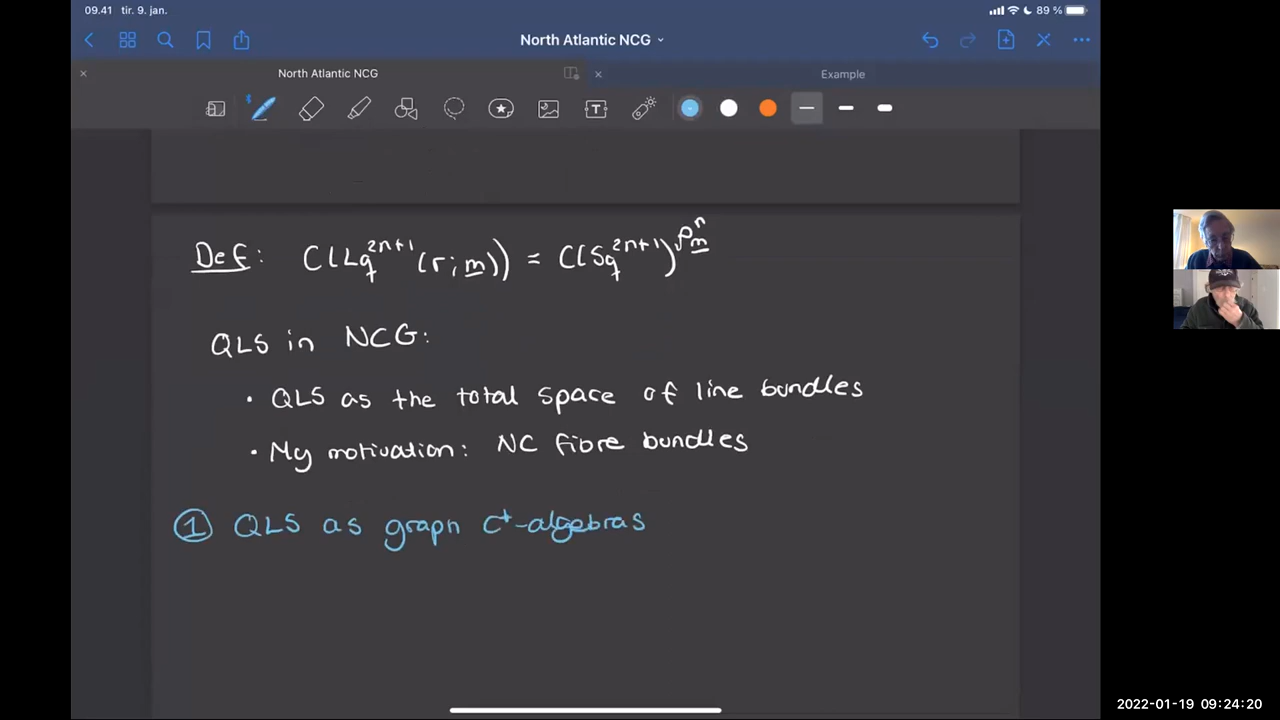 09.41 tir. 9. jan.
89 %
North Atlantic NCG
North Atlantic NCG
Example
Def: C(L_q^{2n+1}(r; m)) = C(S_q^{2n+1})^{ρ_m^n}
QLS in NCG:
• QLS as the total space of line bundles
• My motivation: NC fibre bundles
① QLS as graph C*-algebras
2022-01-19 09:24:20